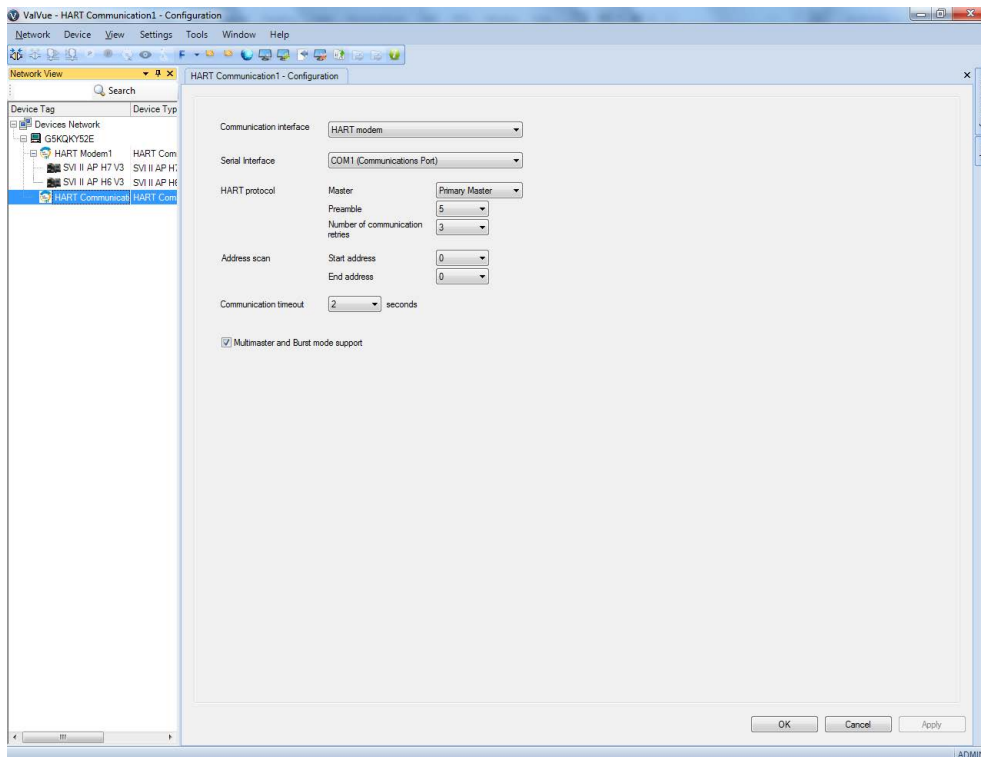 ValVue - HART Communication1 - Configuration
Network Device View Settings Tools Window Help
F
Network View
HART Communication1 - Configuration
Search
Device Tag Device Typ
Devices Network
G5KQKY52E
HART Modem1 HART Com
SVI II AP H7 V3 SVI II AP H7
SVI II AP H6 V3 SVI II AP H6
HART Communicati HART Com
Communication interface HART modem
Serial Interface COM1 (Communications Port)
HART protocol Master Primary Master
Preamble 5
Number of communication retries 3
Address scan Start address 0
End address 0
Communication timeout 2 seconds
Multimaster and Burst mode support
OK Cancel Apply
ADMIN